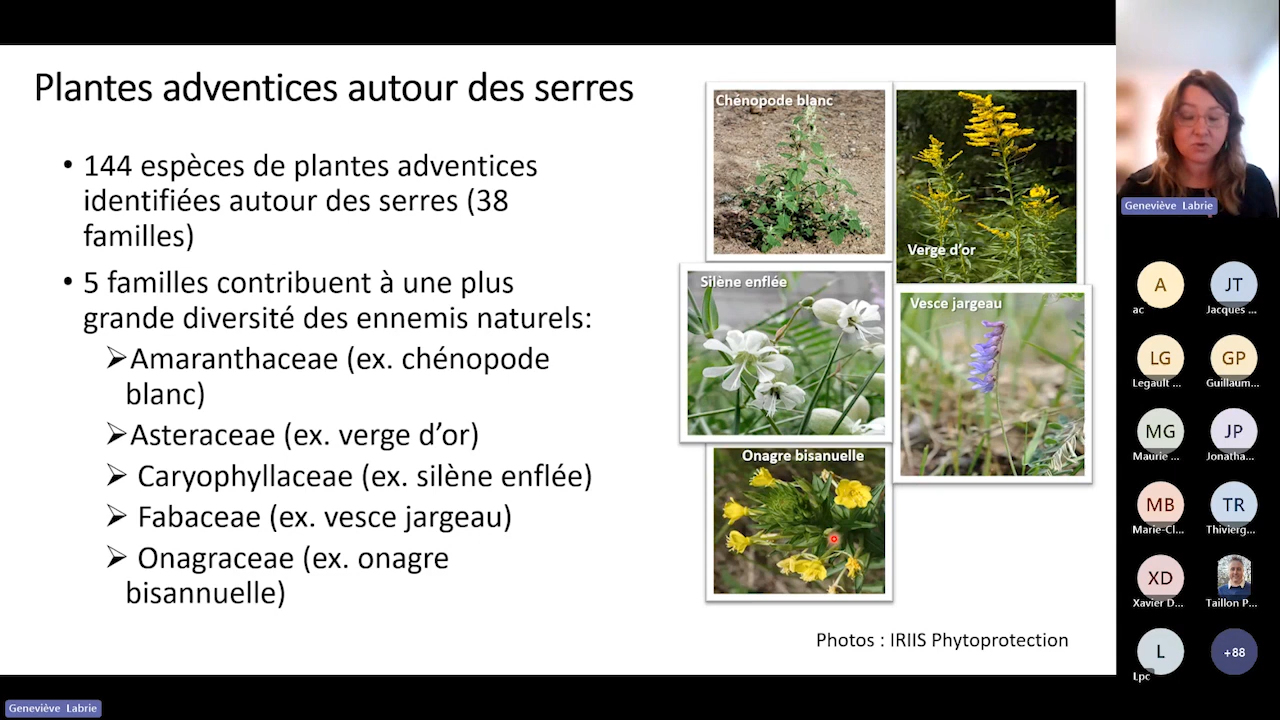 Plantes adventices autour des serres
• 144 espèces de plantes adventices
identifiées autour des serres (38
familles)
• 5 familles contribuent à une plus
grande diversité des ennemis naturels:
➢Amaranthaceae (ex. chénopode
blanc)
➢Asteraceae (ex. verge d’or)
➢ Caryophyllaceae (ex. silène enflée)
➢ Fabaceae (ex. vesce jargeau)
➢ Onagraceae (ex. onagre
bisannuelle)
Chénopode blanc
Verge d’or
Silène enflée
Vesce jargeau
Onagre bisanuelle
Photos : IRIIS Phytoprotection
Geneviève Labrie
A
JT
ac
Jacques ...
LG
GP
Legault ...
Guillaum...
MG
JP
Maurie ...
Jonatha...
MB
TR
Marie-Cl...
Thivierg...
XD
Xavier D...
Taillon P...
L
+88
Lpc
Geneviève Labrie